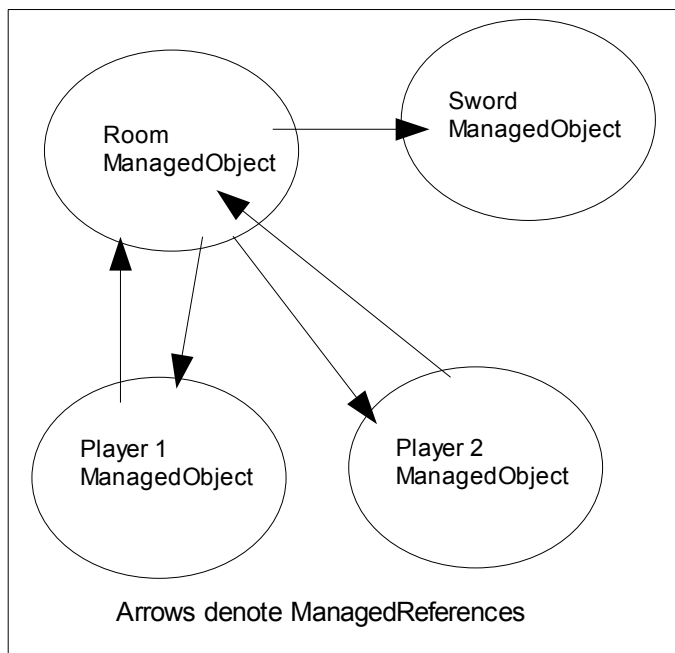 Room
ManagedObject
Sword
ManagedObject
Player 1
ManagedObject
Player 2
ManagedObject
Arrows denote ManagedReferences